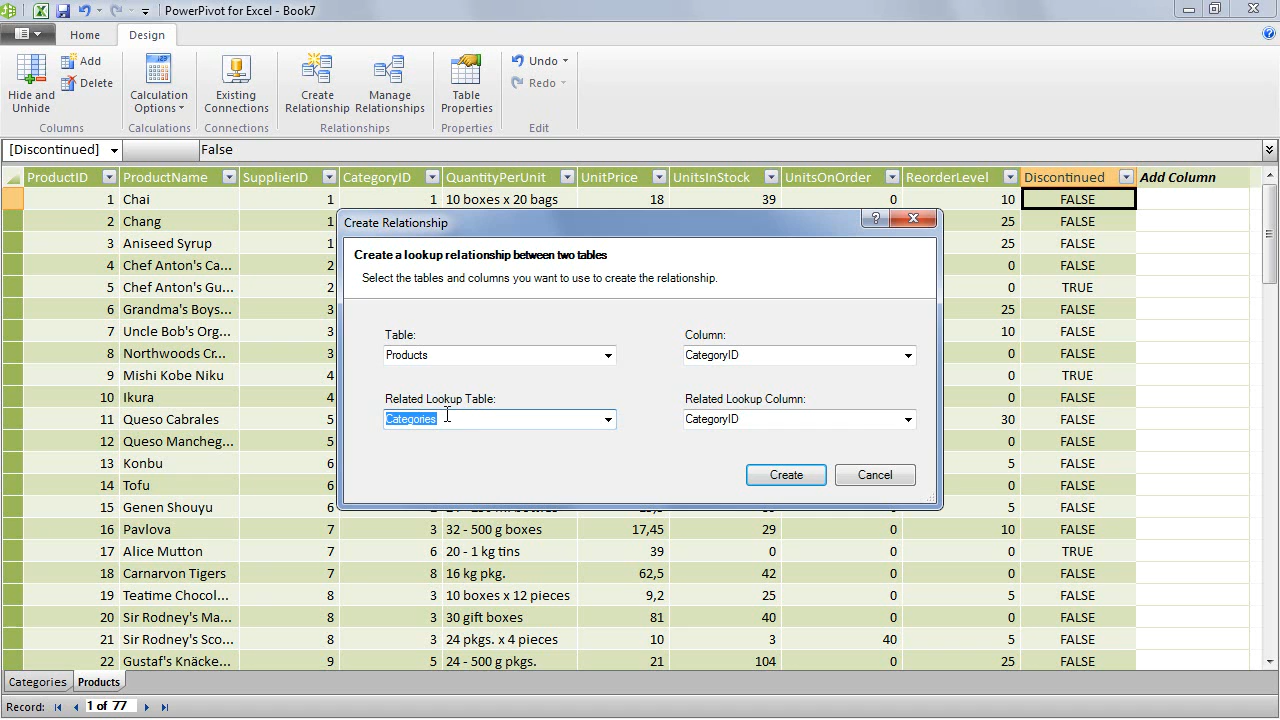 PowerPivot for Excel - Book7
Home Design
Hide and Unhide
Add
Delete
Columns
Calculation Options
Calculations
Existing Connections
Connections
Create Relationship
Manage Relationships
Relationships
Table Properties
Properties
Undo
Redo
Edit
[Discontinued] False
ProductID ProductName SupplierID CategoryID QuantityPerUnit UnitPrice UnitsInStock UnitsOnOrder ReorderLevel Discontinued Add Column
1 Chai 1 1 10 boxes x 20 bags 18 39 0 10 FALSE
2 Chang 1 25 FALSE
3 Aniseed Syrup 1 25 FALSE
4 Chef Anton's Ca... 2 0 FALSE
5 Chef Anton's Gu... 2 0 TRUE
6 Grandma's Boys... 3 25 FALSE
7 Uncle Bob's Org... 3 10 FALSE
8 Northwoods Cr... 3 0 FALSE
9 Mishi Kobe Niku 4 0 TRUE
10 Ikura 4 0 FALSE
11 Queso Cabrales 5 30 FALSE
12 Queso Mancheg... 5 0 FALSE
13 Konbu 6 5 FALSE
14 Tofu 6 0 FALSE
15 Genen Shouyu 6 5 FALSE
16 Pavlova 7 3 32 - 500 g boxes 17,45 29 0 10 FALSE
17 Alice Mutton 7 6 20 - 1 kg tins 39 0 0 0 TRUE
18 Carnarvon Tigers 7 8 16 kg pkg. 62,5 42 0 0 FALSE
19 Teatime Chocol... 8 3 10 boxes x 12 pieces 9,2 25 0 5 FALSE
20 Sir Rodney's Ma... 8 3 30 gift boxes 81 40 0 0 FALSE
21 Sir Rodney's Sco... 8 3 24 pkgs. x 4 pieces 10 3 40 5 FALSE
22 Gustaf's Knäcke... 9 5 24 - 500 g pkgs. 21 104 0 25 FALSE
Create Relationship
Create a lookup relationship between two tables
Select the tables and columns you want to use to create the relationship.
Table: Column:
Products CategoryID
Related Lookup Table: Related Lookup Column:
Categories CategoryID
Create Cancel
Categories Products
Record: 1 of 77